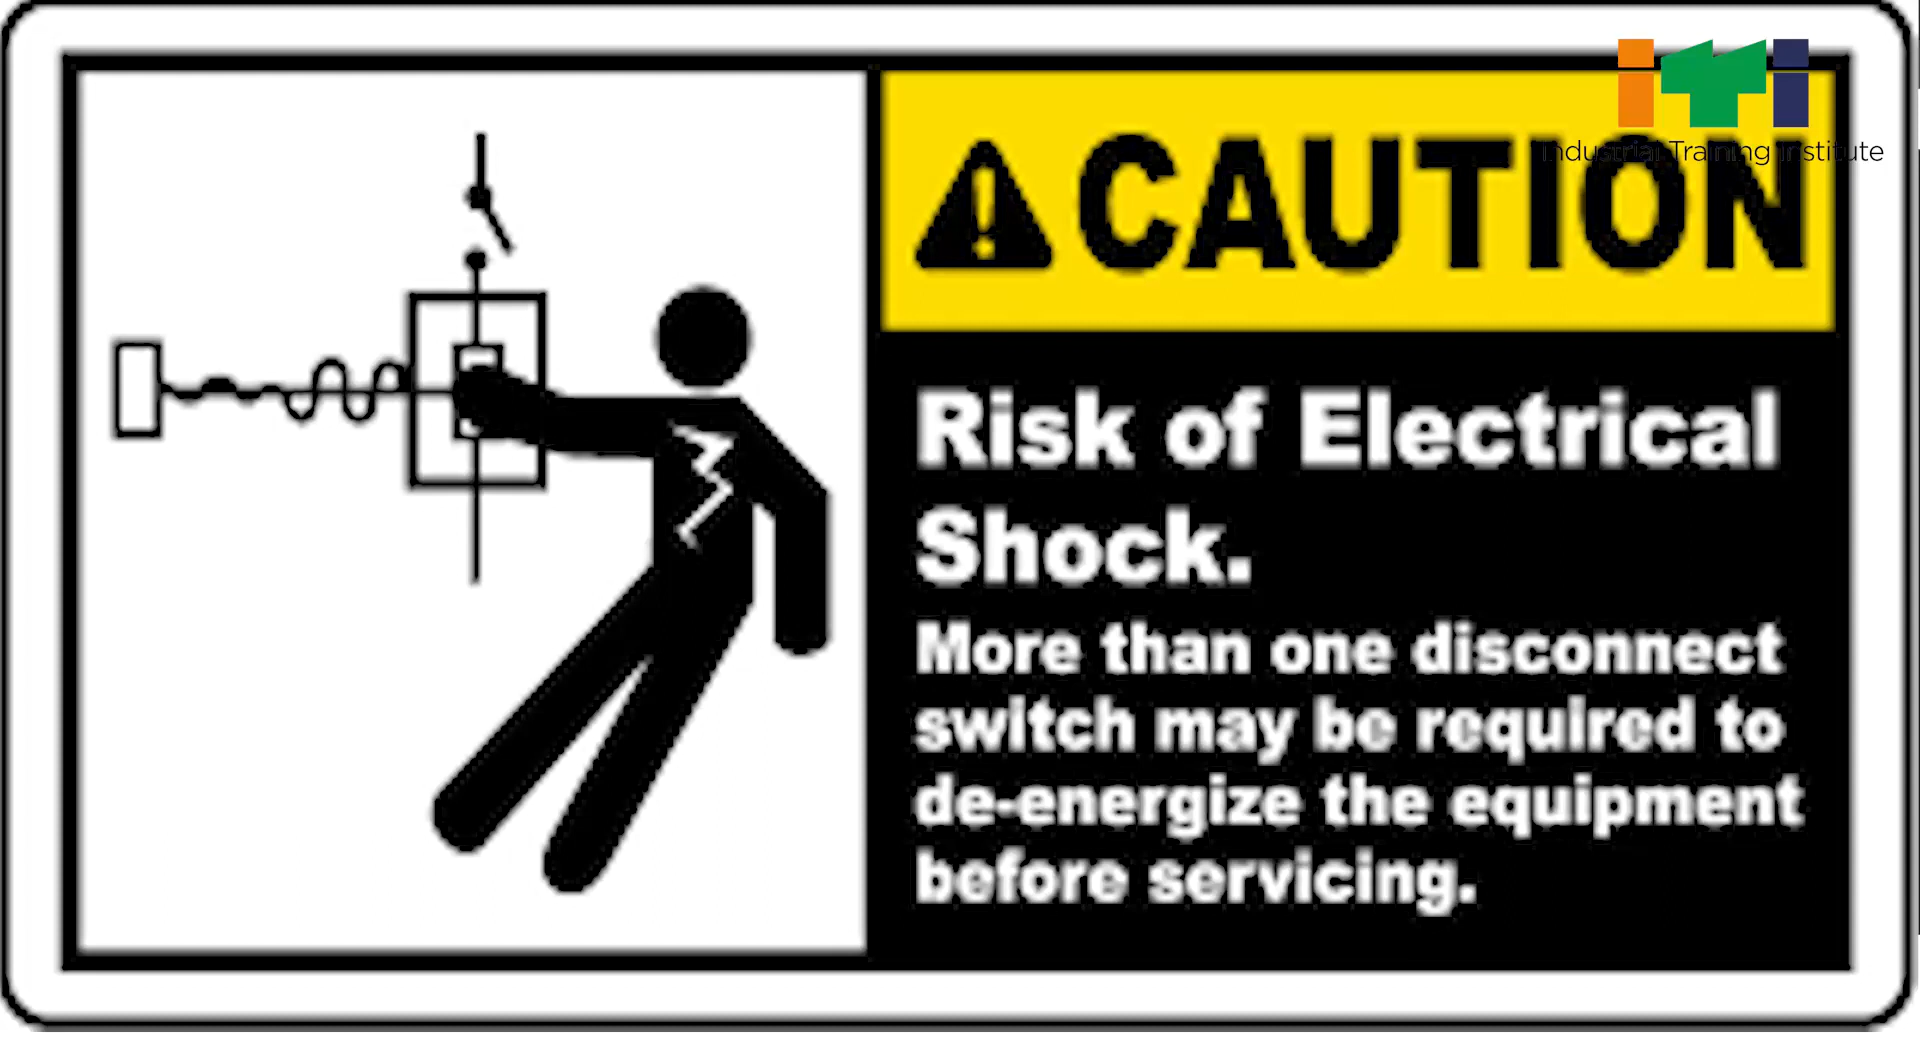 iTi
Industrial Training Institute
CAUTION
Risk of Electrical
Shock.
More than one disconnect
switch may be required to
de-energize the equipment
before servicing.